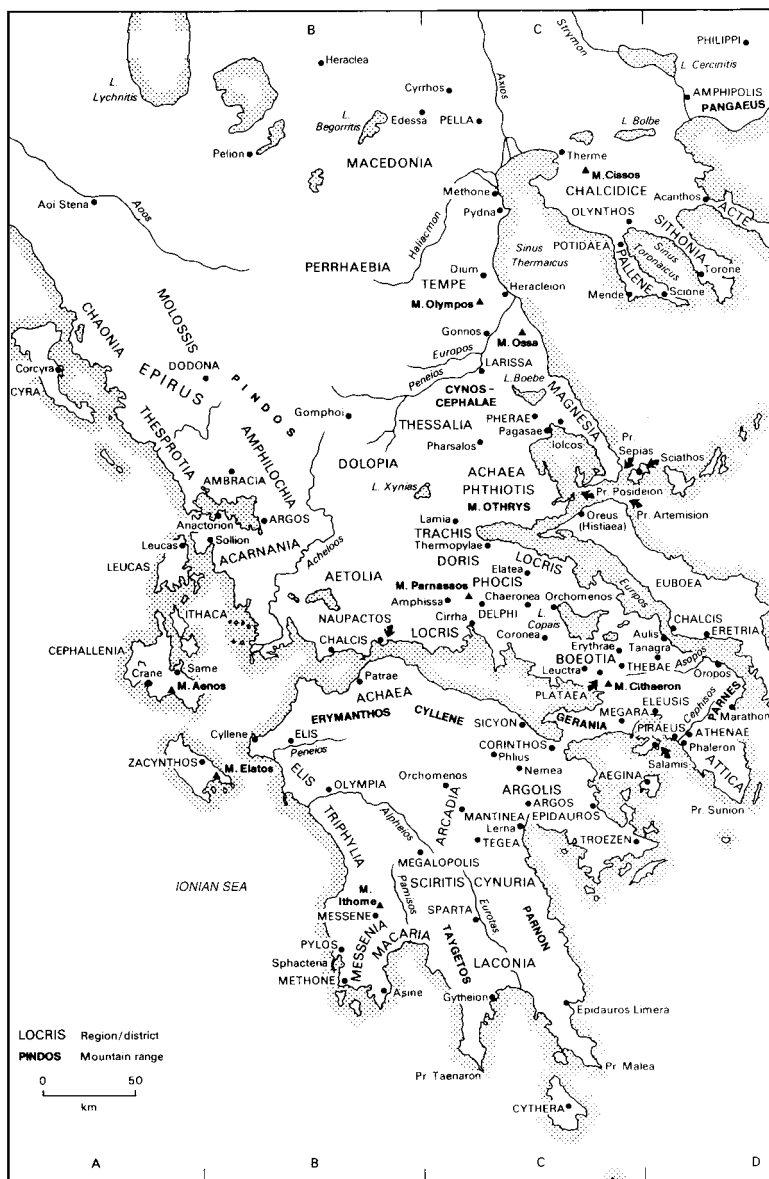 B
C
Strymon
PHILIPPI
L. Cercinitis
L. Lychnitis
Heraclea
Axios
Cyrrhos
AMPHIPOLIS
PANGAEUS
L. Begorritis
Edessa
PELLA
L. Bolbe
Pelion
MACEDONIA
Therme
M. Cissos
CHALCIDICE
Methone
Acanthos
ACTE
Aoi Stena
Aoos
Pydna
OLYNTHOS
SITHONIA
Haliacmon
POTIDAEA
Sinus Toronaicus
PERRHAEBIA
Sinus Thermaicus
PALLENE
Dium
TEMPE
Torone
Heracleion
Mende
Scione
M. Olympos
CHAONIA
MOLOSSIS
Gonnos
M. Ossa
Europos
EPIRUS
DODONA
PINDOS
Corcyra
CYRA
Peneios
LARISSA
L. Boebe
MAGNESIA
CYNOS-
CEPHALAE
THESPROTIA
Gomphoi
THESSALIA
PHERAE
Pagasae
Iolcos
AMPHILOCHIA
Pharsalos
Pr. Sepias
Sciathos
DOLOPIA
ACHAEA
PHTHIOTIS
AMBRACIA
L. Xynias
Pr. Posideion
M. OTHRYS
Pr. Artemision
Anactorion
ARGOS
Lamia
Oreus
(Histiaea)
Sollion
TRACHIS
Leucas
ACARNANIA
Acheloos
Thermopylae
DORIS
LOCRIS
LEUCAS
Elatea
AETOLIA
M. Parnassos
PHOCIS
EUBOEA
Euripos
Amphissa
Chaeronea
Orchomenos
ITHACA
DELPHI
L. Copais
CHALCIS
NAUPACTOS
Cirrha
Aulis
ERETRIA
CEPHALLENIA
CHALCIS
LOCRIS
Coronea
Erythrae
Tanagra
BOEOTIA
Asopos
Same
Leuctra
THEBAE
Oropos
Crane
M. Aenos
Patrae
PLATAEA
M. Cithaeron
PARNES
ACHAEA
ELEUSIS
Cephisos
ERYMANTHOS
CYLLENE
GERANIA
MEGARA
Marathon
SICYON
PIRAEUS
ATHENAE
Cyllene
ELIS
CORINTHOS
Phaleron
Peneios
Phlius
Salamis
ZACYNTHOS
M. Elatos
ATTICA
Nemea
AEGINA
ELIS
OLYMPIA
Orchomenos
ARGOLIS
ARGOS
Pr. Sunion
TRIPHYLIA
ARCADIA
MANTINEA
EPIDAUROS
Alpheios
Lerna
TEGEA
TROEZEN
MEGALOPOLIS
IONIAN SEA
SCIRITIS
CYNURIA
M. Ithome
Pamisos
MESSENE
SPARTA
Eurotas
PARNON
MACARIA
PYLOS
MESSENIA
TAYGETOS
Sphacteria
LACONIA
METHONE
Asine
Gytheion
Epidauros Limera
LOCRIS Region/district
PINDOS Mountain range
0 50
km
Pr. Taenaron
Pr. Malea
CYTHERA
A
B
C
D